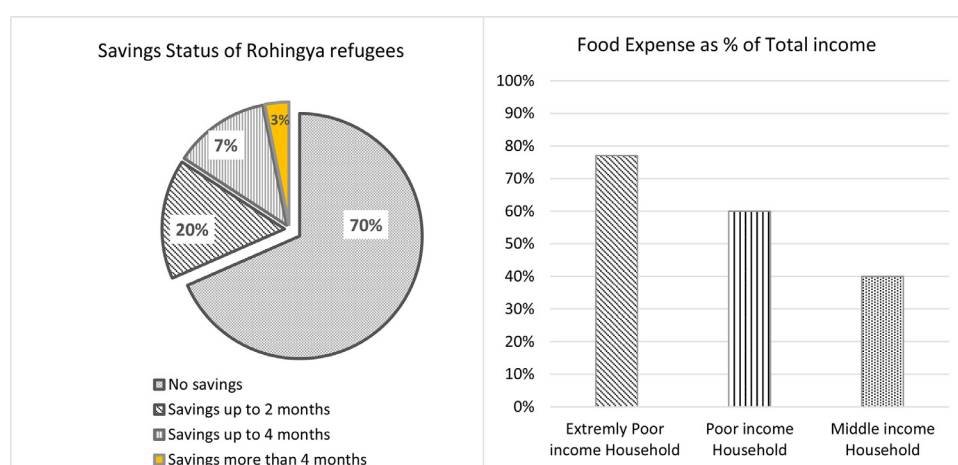 Savings Status of Rohingya refugees
3%
7%
20%
70%
No savings
Savings up to 2 months
Savings up to 4 months
Savings more than 4 months
Food Expense as % of Total income
100%
90%
80%
70%
60%
50%
40%
30%
20%
10%
0%
Extremly Poor
income Household
Poor income
Household
Middle income
Household